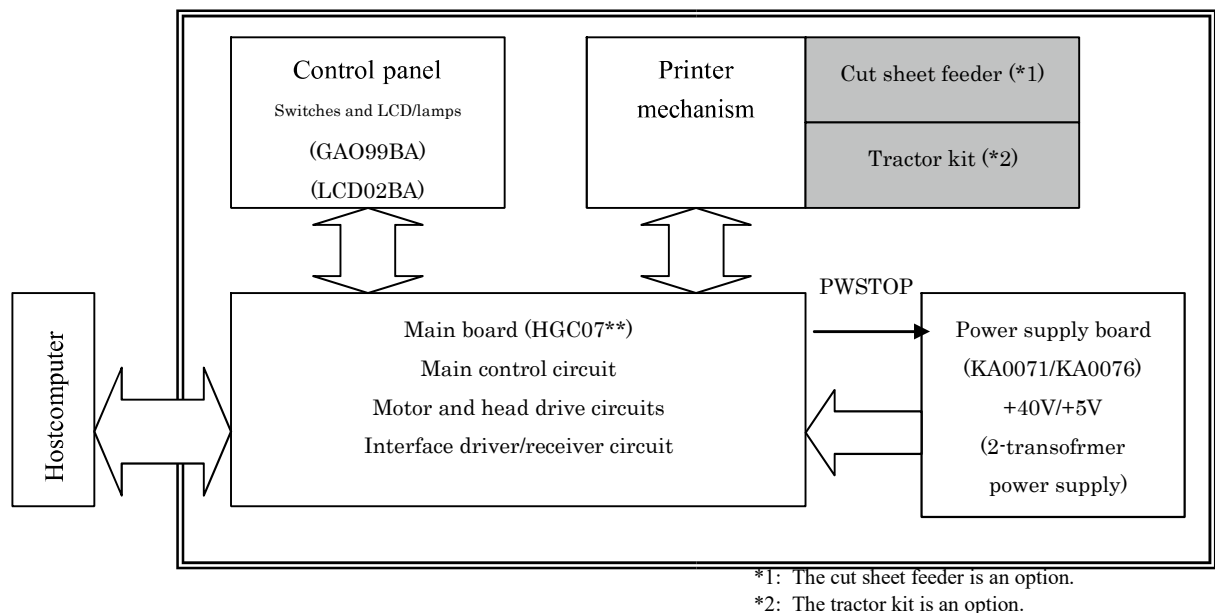 Control panel
Switches and LCD/lamps
(GAO99BA)
(LCD02BA)
Printer
mechanism
Cut sheet feeder (*1)
Tractor kit (*2)
PWSTOP
Hostcomputer
Main board (HGC07**)
Main control circuit
Motor and head drive circuits
Interface driver/receiver circuit
Power supply board
(KA0071/KA0076)
+40V/+5V
(2-transofrmer
power supply)
*1: The cut sheet feeder is an option.
*2: The tractor kit is an option.